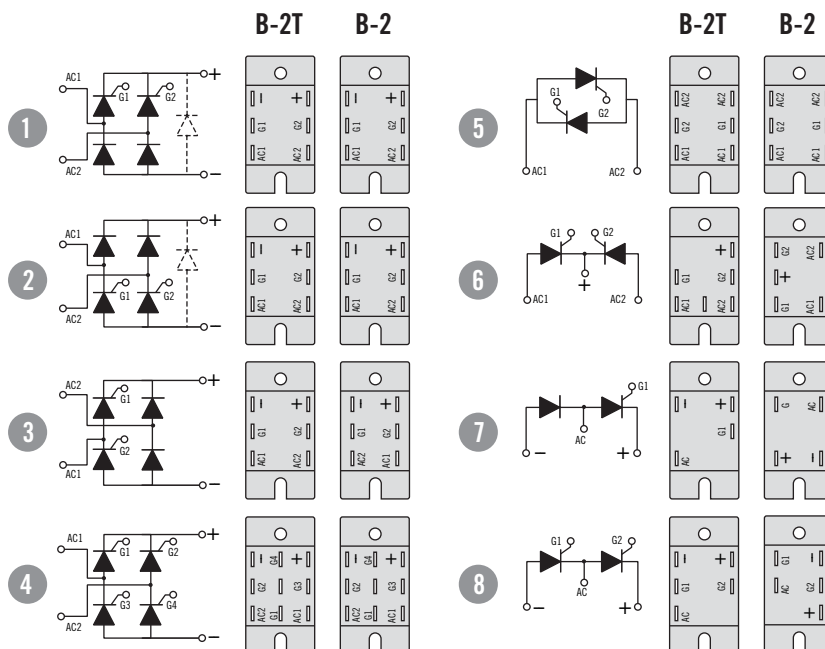 B-2T B-2 B-2T B-2
1
AC1
G1 G2
+
AC2
−
− +
G1 G2
AC1 AC2
− +
G1 G2
AC1 AC2
5
G1
G2
AC1 AC2
AC2 AC2
G2 G1
AC1 AC1
AC2 AC2
G2 G1
AC1 AC1
2
+
AC1
G1 G2
AC2
−
− +
G1 G2
AC1 AC2
− +
G1 G2
AC1 AC2
6
G1 G2
+
AC1 AC2
+
G1 G2
AC1 AC2
G2 AC2
+
G1 AC1
3
AC2
G1
+
G2
AC1
−
− +
G1 G2
AC1 AC2
− +
G1 G2
AC2 AC1
7
G1
AC
− +
− +
G1
AC
G AC
+ −
4
AC1
+
G1 G2
G3 G4
AC2
−
− G4 +
G2 G3
AC2 G1 AC1
− G4 +
G2 G3
AC2 G1 AC1
8
G1 G2
AC
− +
− +
G1 G2
AC
G1 −
AC G2
+